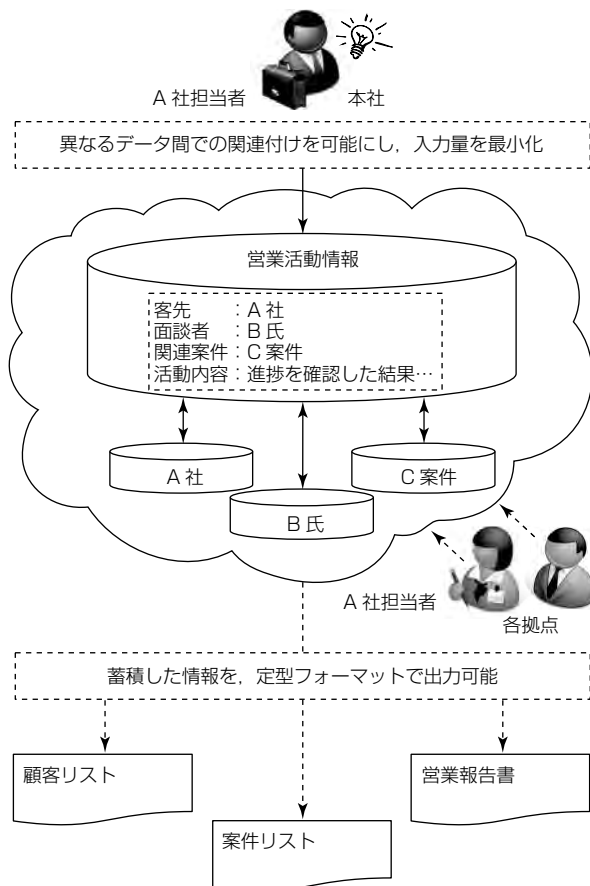 A社担当者 本社
異なるデータ間での関連付けを可能にし，入力量を最小化
営業活動情報
客先　　：A社
面談者　：B氏
関連案件：C案件
活動内容：進捗を確認した結果…
A社
C案件
B氏
A社担当者
各拠点
蓄積した情報を，定型フォーマットで出力可能
顧客リスト
営業報告書
案件リスト